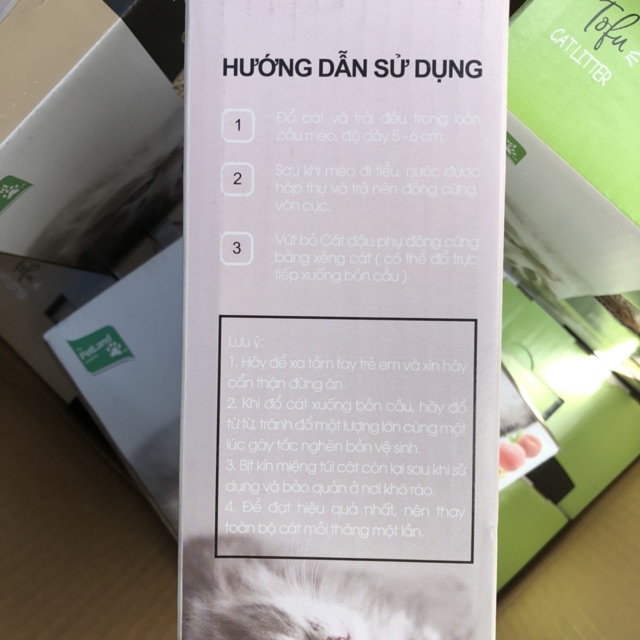 HƯỚNG DẪN SỬ DỤNG
1 Đổ cát và trải đều trong bồn
cầu mèo, độ dày 5 - 6 cm
2 Sau khi mèo đi tiểu, nước được
hấp thụ và trở nên đông cứng
vón cục.
3 Vứt bỏ Cát đậu phụ đông cứng
bằng xẻng cát ( có thể đổ trực
tiếp xuống bồn cầu )
Lưu ý:
1. Hãy để xa tầm tay trẻ em và xin hãy
cẩn thận đừng ăn
2. Khi đổ cát xuống bồn cầu, hãy đổ
từ từ, tránh đổ một lượng lớn cùng một
lúc gây tắc nghẽn bồn vệ sinh.
3. Bịt kín miệng túi cát còn lại sau khi sử
dụng và bảo quản ở nơi khô ráo.
4. Để đạt hiệu quả nhất, nên thay
toàn bộ cát mỗi tháng một lần.
Tofu
CAT LITTER